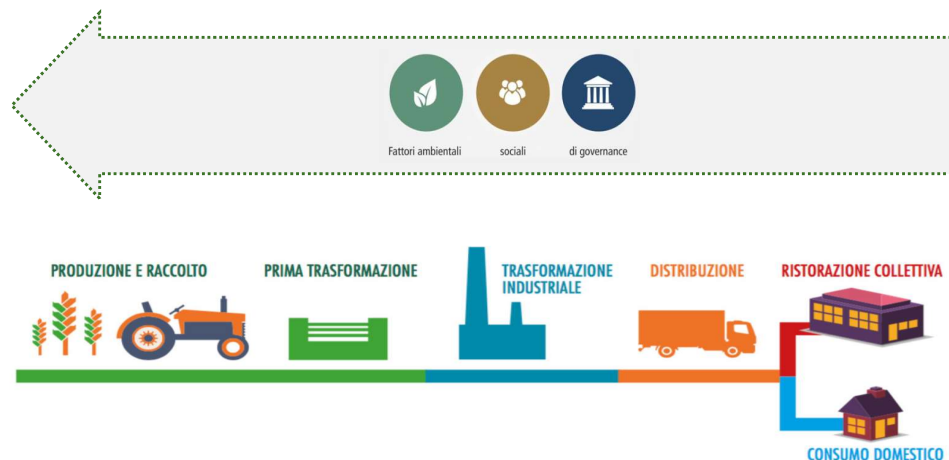 Fattori ambientali
sociali
di governance
PRODUZIONE E RACCOLTO
PRIMA TRASFORMAZIONE
TRASFORMAZIONE
INDUSTRIALE
DISTRIBUZIONE
RISTORAZIONE COLLETTIVA
CONSUMO DOMESTICO